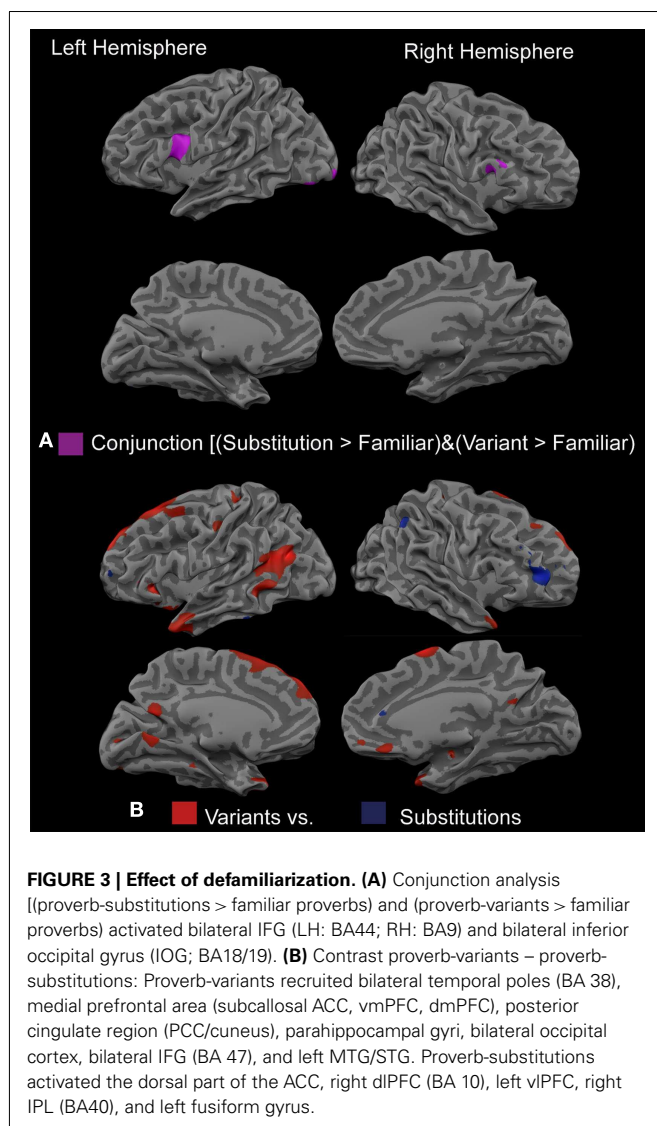 Left Hemisphere
Right Hemisphere
A Conjunction [(Substitution > Familiar)&(Variant > Familiar)
B Variants vs. Substitutions
FIGURE 3 | Effect of defamiliarization. (A) Conjunction analysis
[(proverb-substitutions > familiar proverbs) and (proverb-variants > familiar
proverbs) activated bilateral IFG (LH: BA44; RH: BA9) and bilateral inferior
occipital gyrus (IOG; BA18/19). (B) Contrast proverb-variants – proverb-
substitutions: Proverb-variants recruited bilateral temporal poles (BA 38),
medial prefrontal area (subcallosal ACC, vmPFC, dmPFC), posterior
cingulate region (PCC/cuneus), parahippocampal gyri, bilateral occipital
cortex, bilateral IFG (BA 47), and left MTG/STG. Proverb-substitutions
activated the dorsal part of the ACC, right dlPFC (BA 10), left vlPFC, right
IPL (BA40), and left fusiform gyrus.